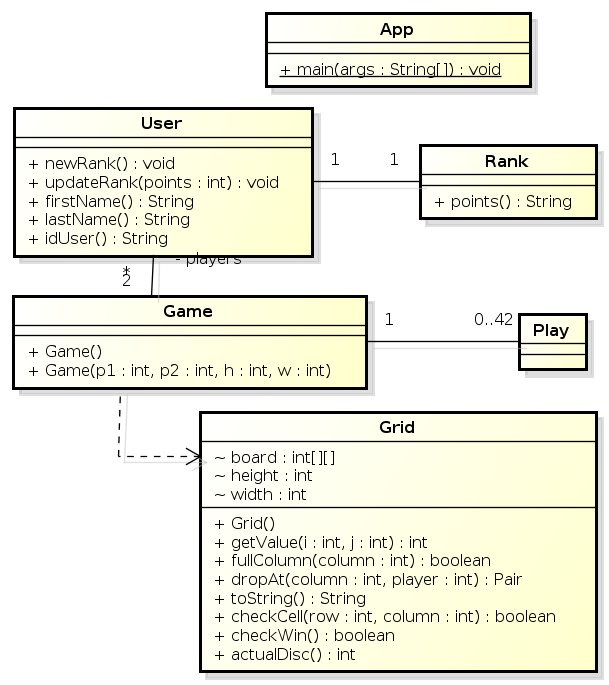 App
+ main(args : String[]) : void
User
+ newRank() : void
+ updateRank(points : int) : void
+ firstName() : String
+ lastName() : String
+ idUser() : String
1
1
Rank
+ points() : String
- players
*
2
Game
+ Game()
+ Game(p1 : int, p2 : int, h : int, w : int)
1
0..42
Play
Grid
~ board : int[][]
~ height : int
~ width : int
+ Grid()
+ getValue(i : int, j : int) : int
+ fullColumn(column : int) : boolean
+ dropAt(column : int, player : int) : Pair
+ toString() : String
+ checkCell(row : int, column : int) : boolean
+ checkWin() : boolean
+ actualDisc() : int